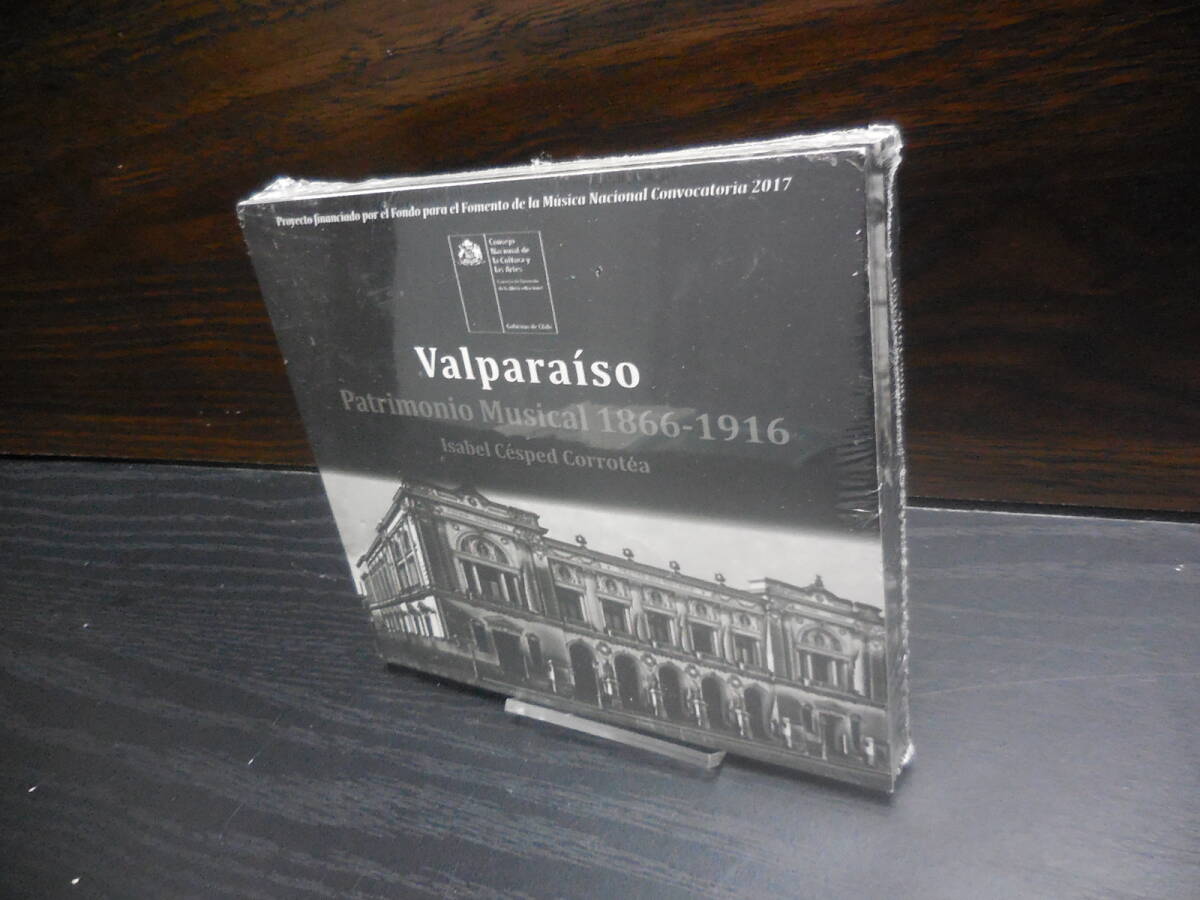 Proyecto financiado por el Fondo para el Fomento de la Música Nacional Convocatoria 2017
Consejo
Nacional de
la Cultura y
las Artes
Gobierno de Chile
Valparaíso
Patrimonio Musical 1866-1916
Isabel Césped Corrotéa